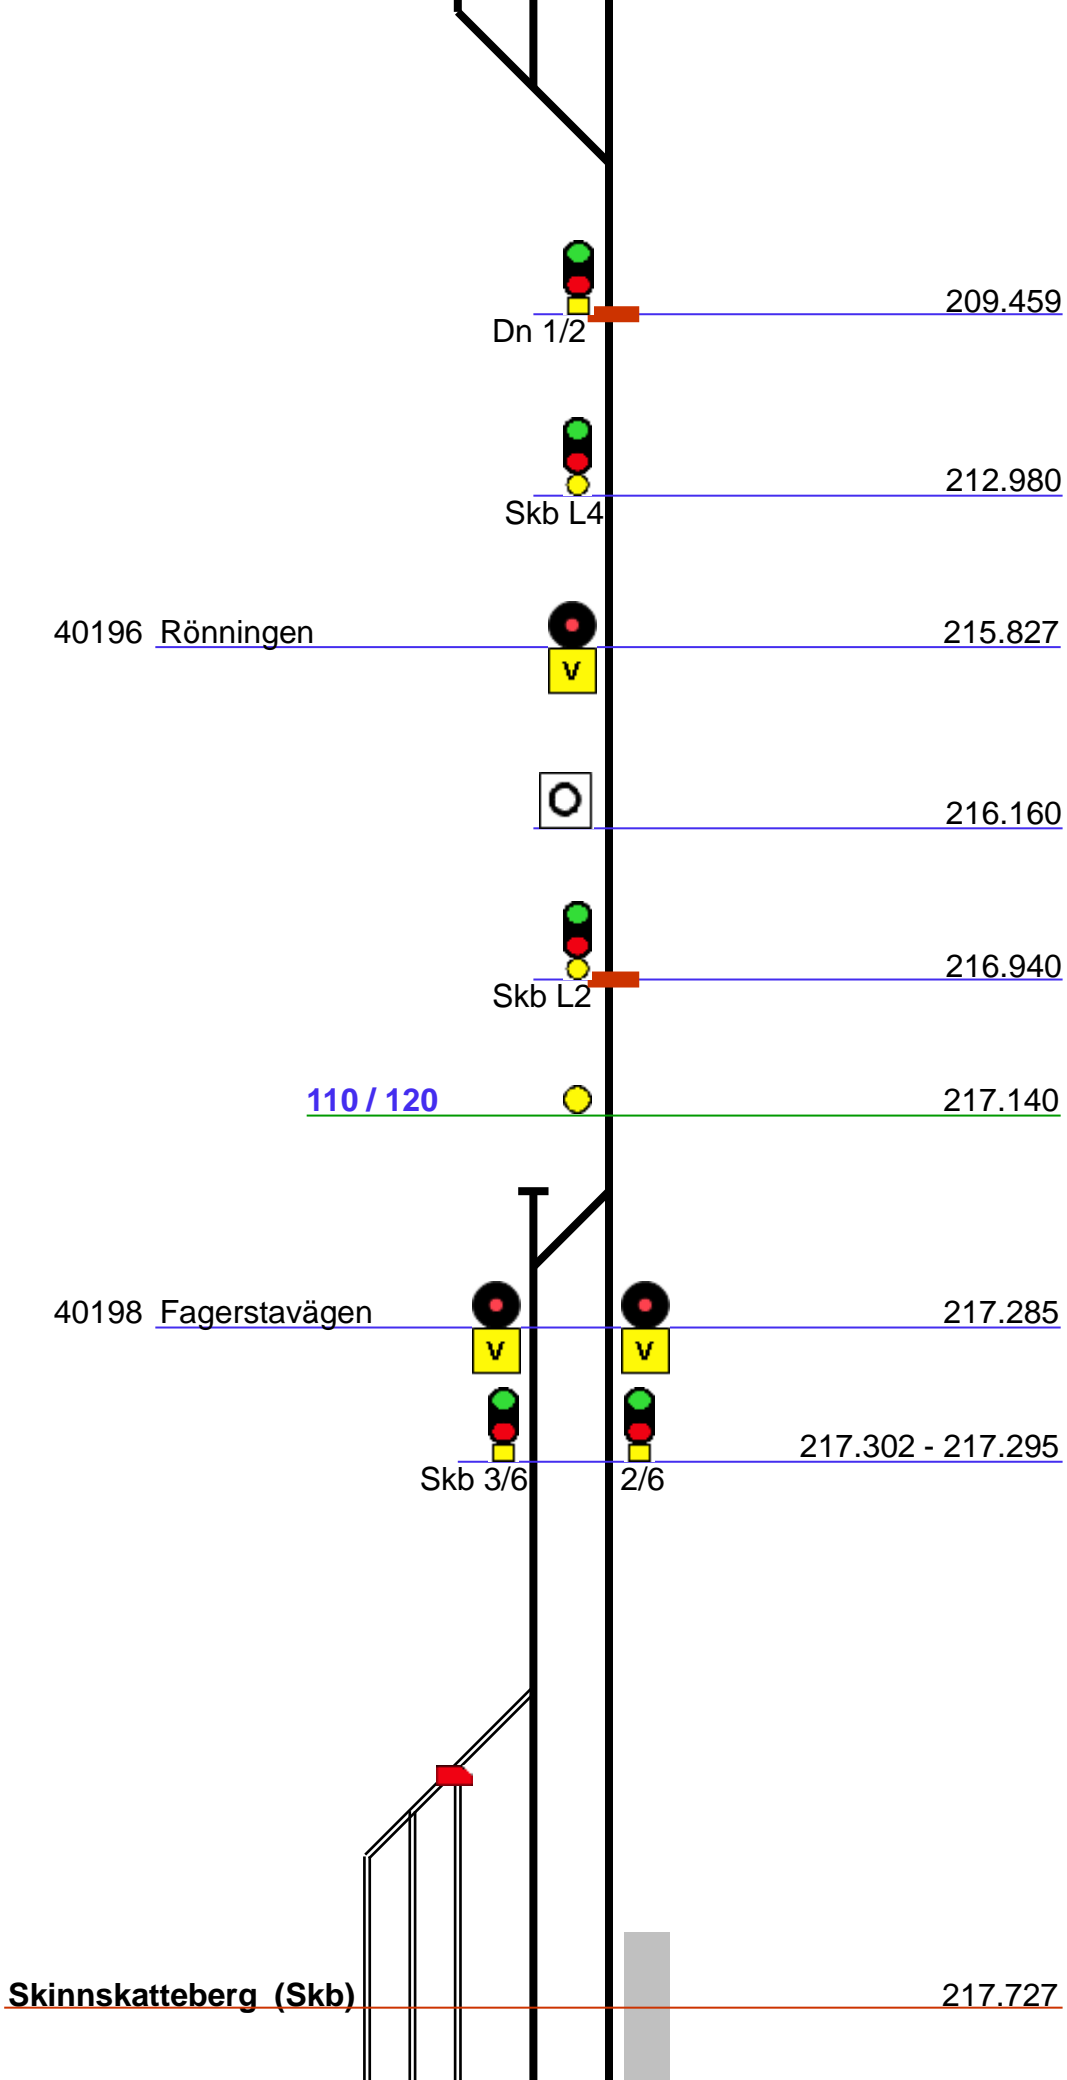 209.459
Dn 1/2
212.980
Skb L4
40196 Rönningen 215.827
V
O 216.160
216.940
Skb L2
110 / 120 217.140
40198 Fagerstavägen 217.285
V V
217.302 - 217.295
Skb 3/6 2/6
Skinnskatteberg (Skb) 217.727